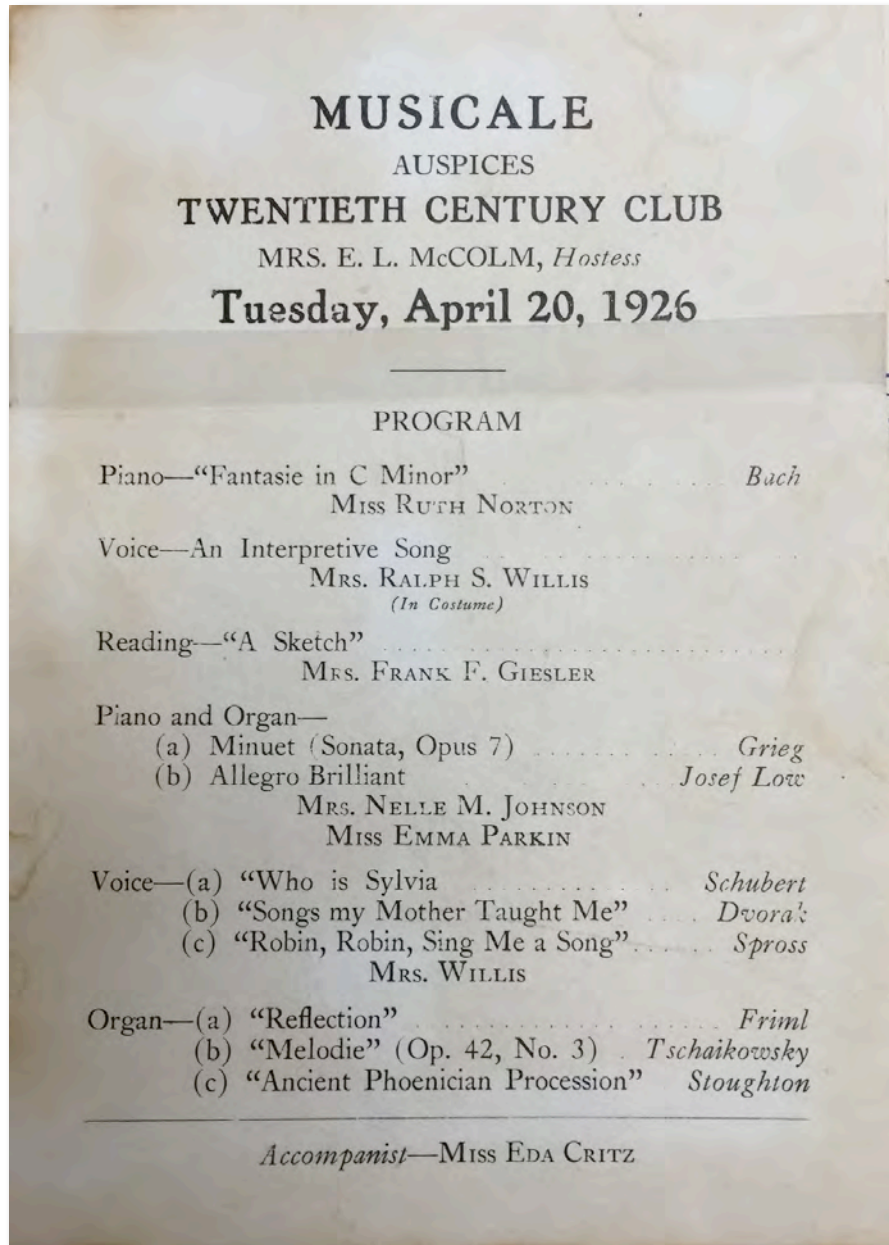 MUSICALE
AUSPICES
TWENTIETH CENTURY CLUB
MRS. E. L. McCOLM, Hostess
Tuesday, April 20, 1926
PROGRAM
Piano—“Fantasie in C Minor” Bach
MISS RUTH NORTON
Voice—An Interpretive Song
MRS. RALPH S. WILLIS
(In Costume)
Reading—“A Sketch”
MRS. FRANK F. GIESLER
Piano and Organ—
(a) Minuet (Sonata, Opus 7) Grieg
(b) Allegro Brilliant Josef Low
MRS. NELLE M. JOHNSON
MISS EMMA PARKIN
Voice—(a) “Who is Sylvia Schubert
(b) “Songs my Mother Taught Me” Dvorak
(c) “Robin, Robin, Sing Me a Song” Spross
MRS. WILLIS
Organ—(a) “Reflection” Friml
(b) “Melodie” (Op. 42, No. 3) Tschaikowsky
(c) “Ancient Phoenician Procession” Stoughton
Accompanist—MISS EDA CRITZ